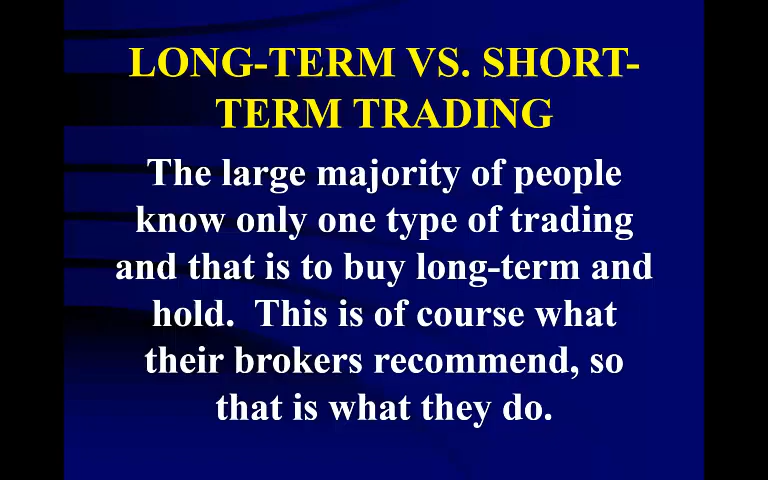 LONG-TERM VS. SHORT-
TERM TRADING
The large majority of people
know only one type of trading
and that is to buy long-term and
hold.  This is of course what
their brokers recommend, so
that is what they do.